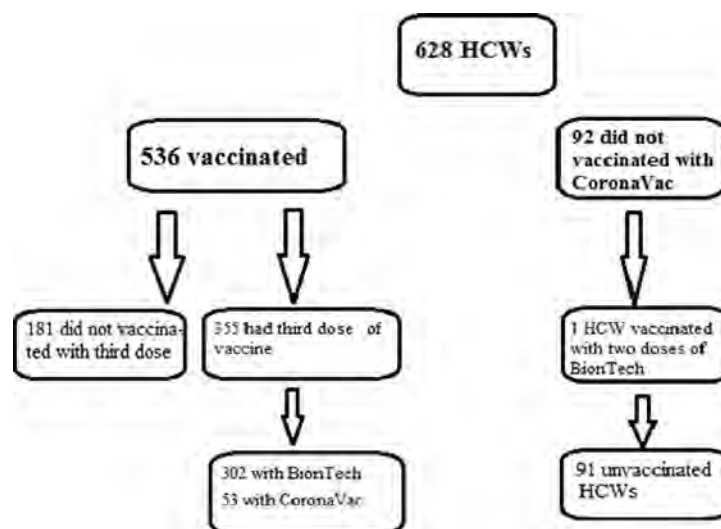 628 HCWs
536 vaccinated
92 did not
vaccinated with
CoronaVac
181 did not vaccina-
ted with third dose
355 had third dose of
vaccine
1 HCW vaccinated
with two doses of
BionTech
302 with BionTech
53 with CoronaVac
91 unvaccinated
HCWs